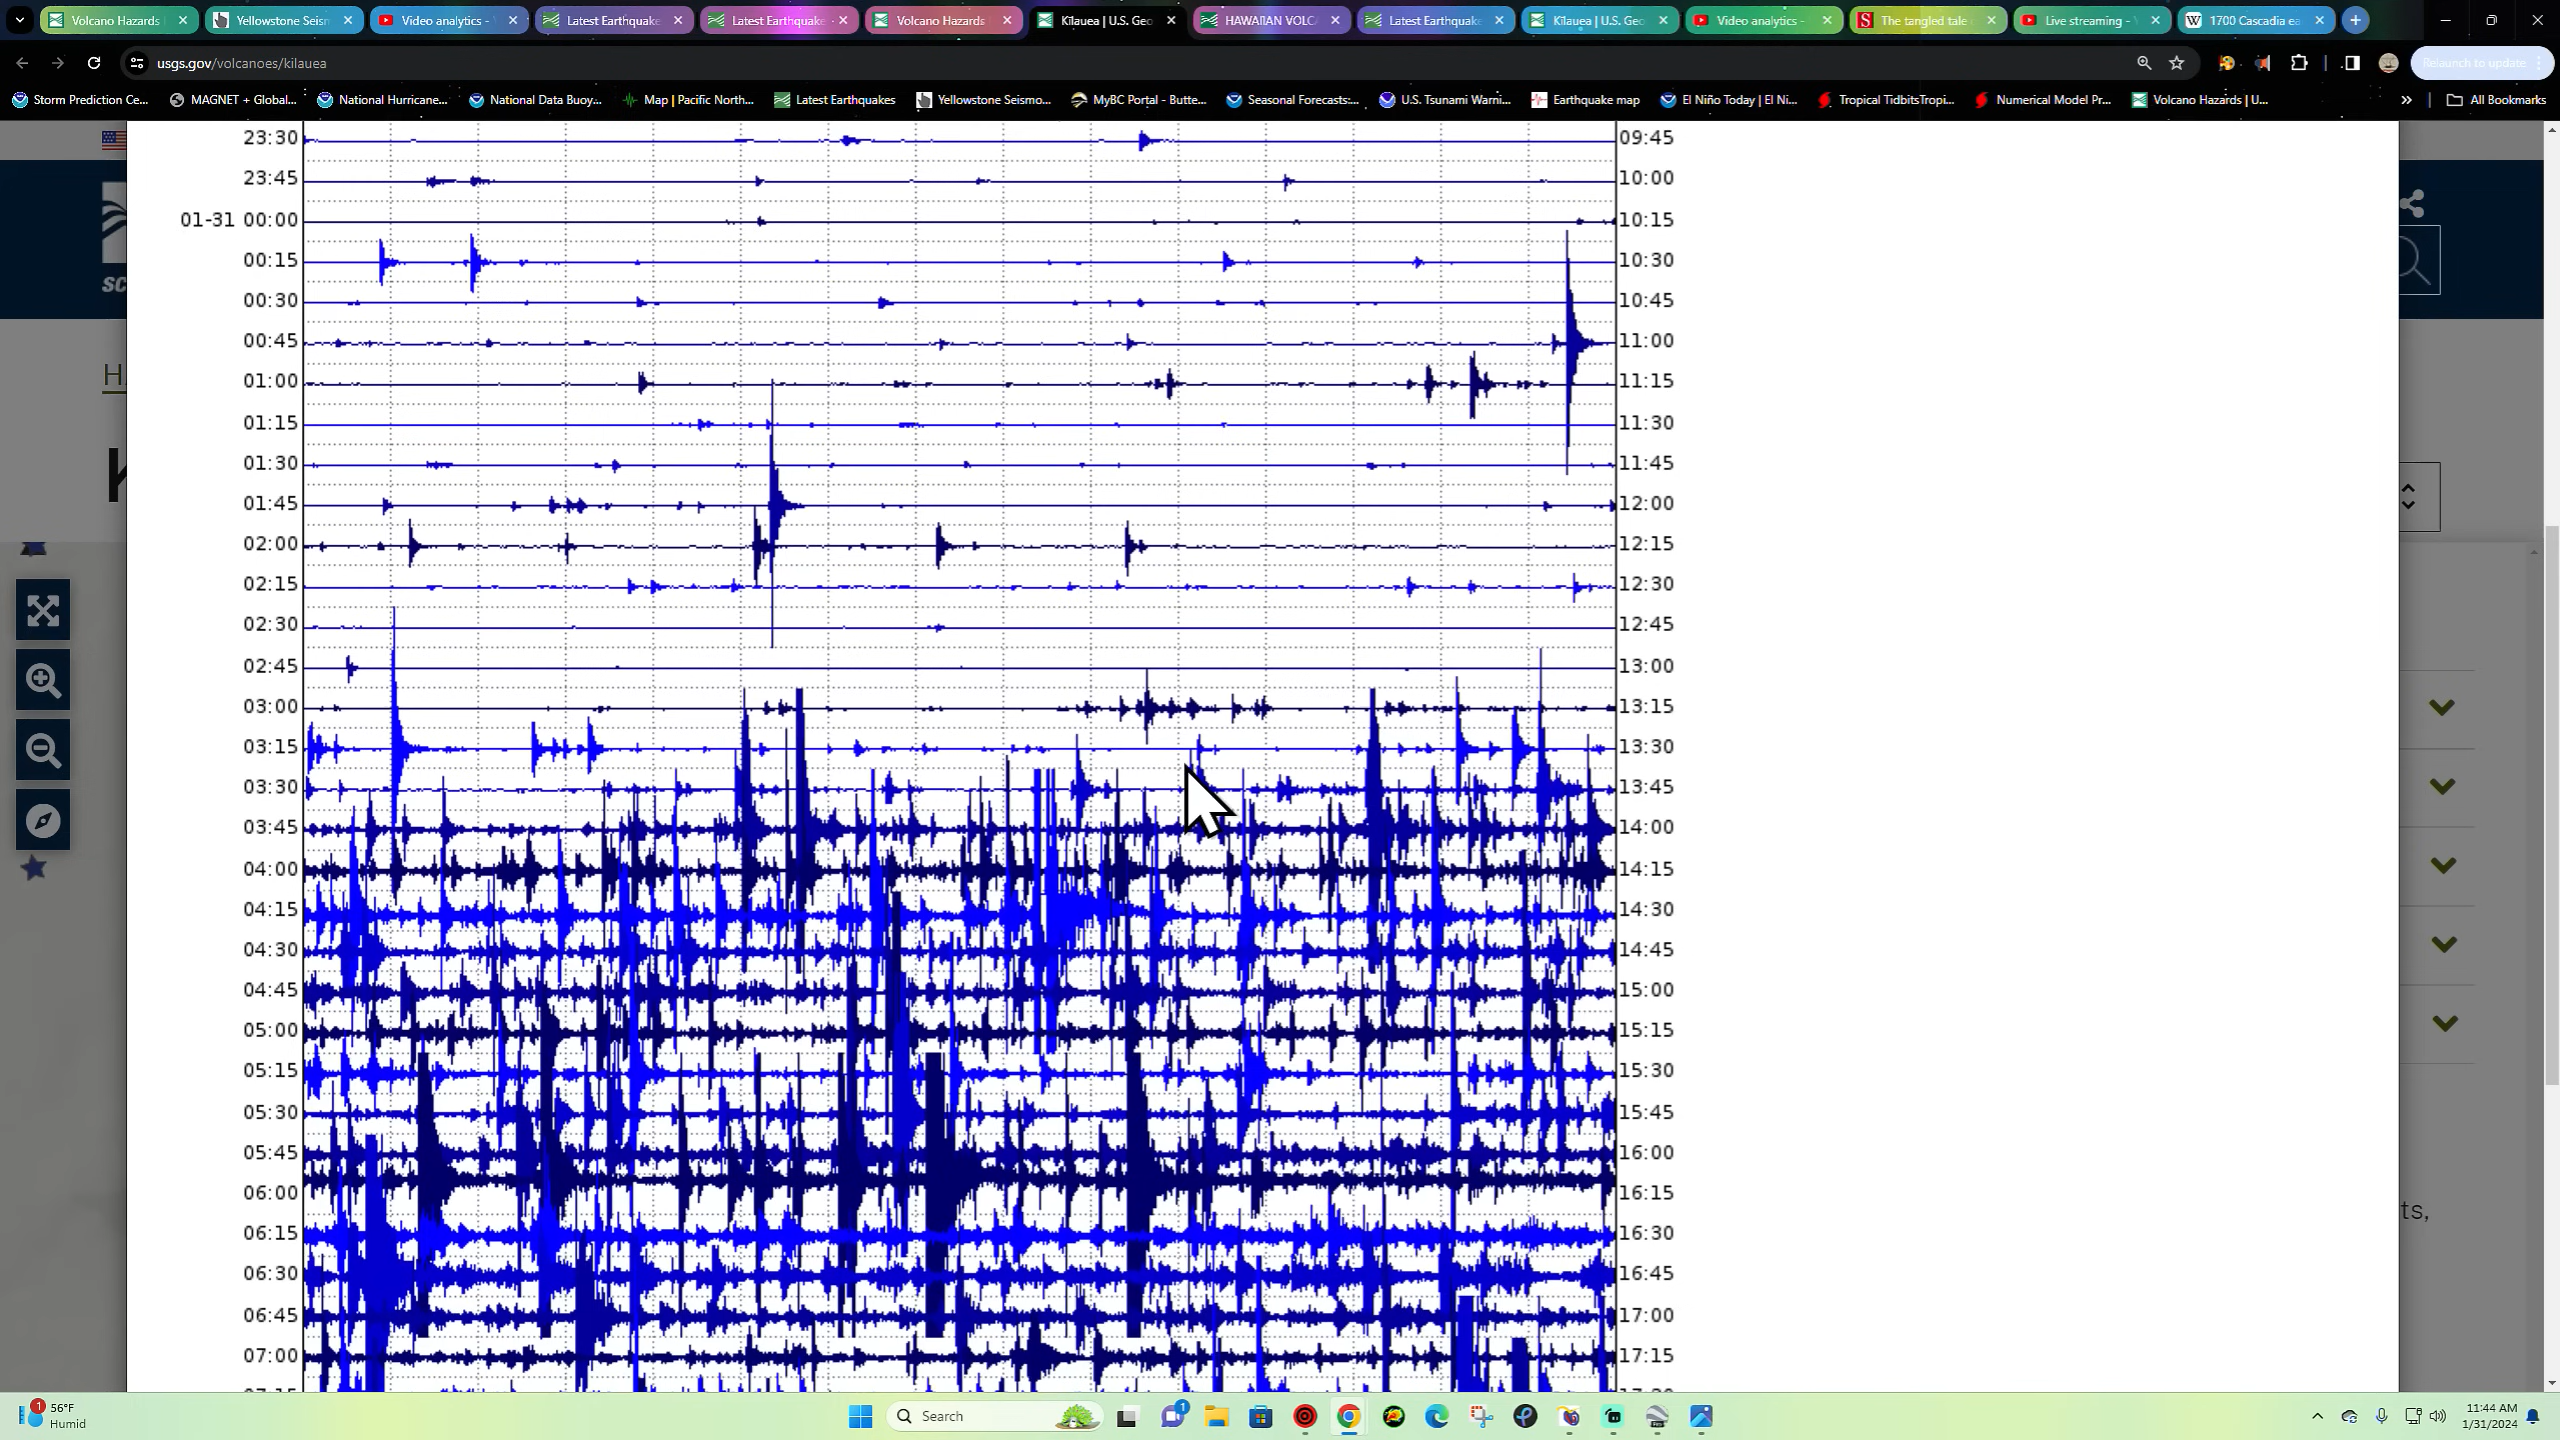 Volcano Hazards
Yellowstone Seism
Video analytics -
Latest Earthquake
Latest Earthquake
Volcano Hazards
Kīlauea | U.S. Geo
HAWAIIAN VOLCA
Latest Earthquake
Kīlauea | U.S. Geo
Video analytics -
The tangled tale
Live streaming -
1700 Cascadia ea
usgs.gov/volcanoes/kilauea
Relaunch to update
Storm Prediction Ce...
MAGNET + Global...
National Hurricane...
National Data Buoy...
Map | Pacific North...
Latest Earthquakes
Yellowstone Seismo...
MyBC Portal - Butte...
Seasonal Forecasts:...
U.S. Tsunami Warni...
Earthquake map
El Niño Today | El Ni...
Tropical TidbitsTropi...
Numerical Model Pr...
Volcano Hazards | U...
All Bookmarks
23:30 09:45
23:45 10:00
01-31 00:00 10:15
00:15 10:30
00:30 10:45
00:45 11:00
01:00 11:15
01:15 11:30
01:30 11:45
01:45 12:00
02:00 12:15
02:15 12:30
02:30 12:45
02:45 13:00
03:00 13:15
03:15 13:30
03:30 13:45
03:45 14:00
04:00 14:15
04:15 14:30
04:30 14:45
04:45 15:00
05:00 15:15
05:15 15:30
05:30 15:45
05:45 16:00
06:00 16:15
06:15 16:30
06:30 16:45
06:45 17:00
07:00 17:15
sc
H
K
ts,
1
56°F
Humid
Search
1
11:44 AM
1/31/2024